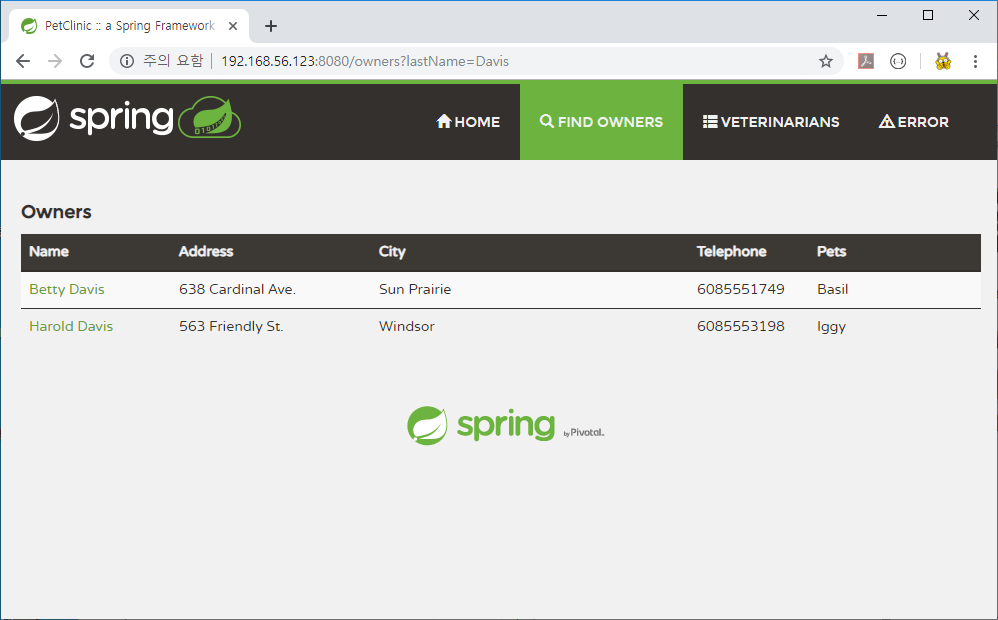 PetClinic :: a Spring Framework
주의 요함 192.168.56.123:8080/owners?lastName=Davis
spring
HOME FIND OWNERS VETERINARIANS ERROR
Owners
Name Address City Telephone Pets
Betty Davis 638 Cardinal Ave. Sun Prairie 6085551749 Basil
Harold Davis 563 Friendly St. Windsor 6085553198 Iggy
spring by Pivotal.